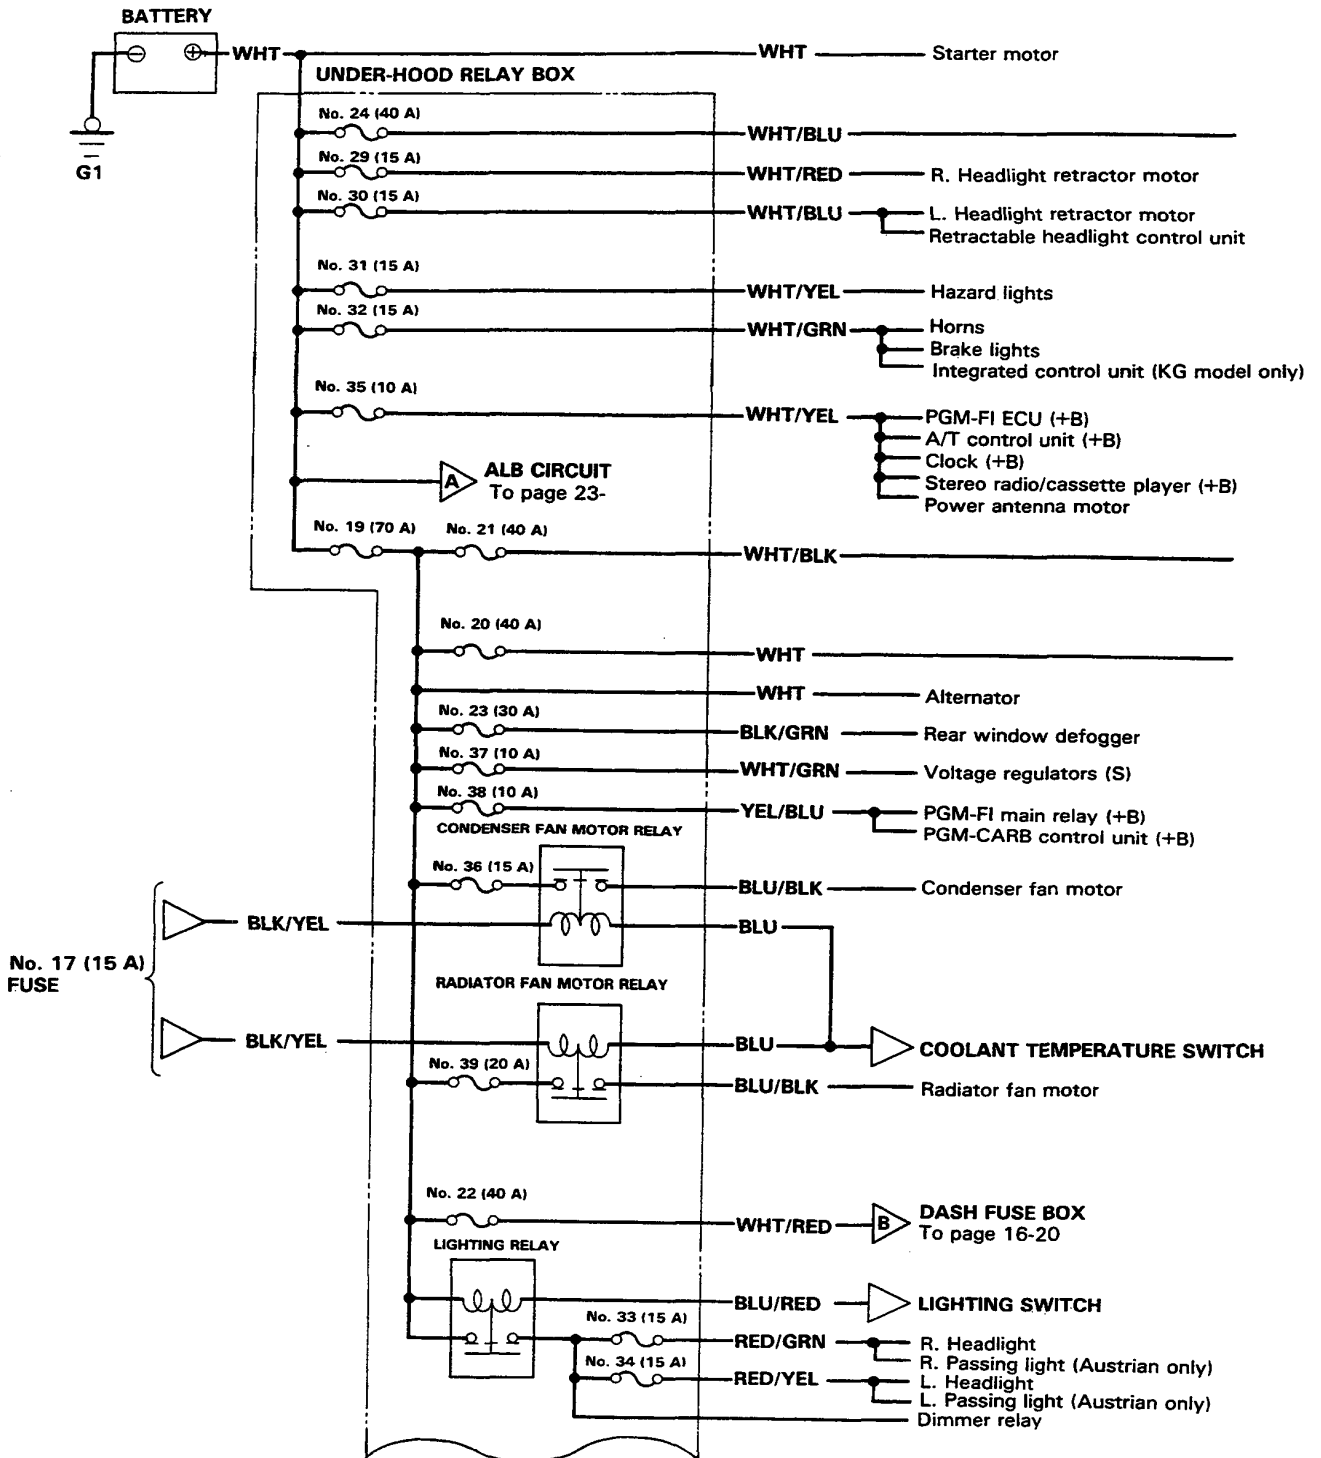 BATTERY
WHT
WHT
Starter motor
UNDER-HOOD RELAY BOX
G1
No. 24 (40 A)
WHT/BLU
No. 29 (15 A)
WHT/RED
R. Headlight retractor motor
No. 30 (15 A)
WHT/BLU
L. Headlight retractor motor
Retractable headlight control unit
No. 31 (15 A)
WHT/YEL
Hazard lights
No. 32 (15 A)
WHT/GRN
Horns
Brake lights
Integrated control unit (KG model only)
No. 35 (10 A)
WHT/YEL
PGM-FI ECU (+B)
A/T control unit (+B)
Clock (+B)
Stereo radio/cassette player (+B)
Power antenna motor
A
ALB CIRCUIT
To page 23-
No. 19 (70 A)
No. 21 (40 A)
WHT/BLK
No. 20 (40 A)
WHT
WHT
Alternator
No. 23 (30 A)
BLK/GRN
Rear window defogger
No. 37 (10 A)
WHT/GRN
Voltage regulators (S)
No. 38 (10 A)
YEL/BLU
PGM-FI main relay (+B)
PGM-CARB control unit (+B)
CONDENSER FAN MOTOR RELAY
No. 36 (15 A)
BLU/BLK
Condenser fan motor
BLK/YEL
BLU
No. 17 (15 A)
FUSE
RADIATOR FAN MOTOR RELAY
BLK/YEL
BLU
COOLANT TEMPERATURE SWITCH
No. 39 (20 A)
BLU/BLK
Radiator fan motor
No. 22 (40 A)
WHT/RED
B
DASH FUSE BOX
To page 16-20
LIGHTING RELAY
BLU/RED
LIGHTING SWITCH
No. 33 (15 A)
RED/GRN
R. Headlight
R. Passing light (Austrian only)
No. 34 (15 A)
RED/YEL
L. Headlight
L. Passing light (Austrian only)
Dimmer relay